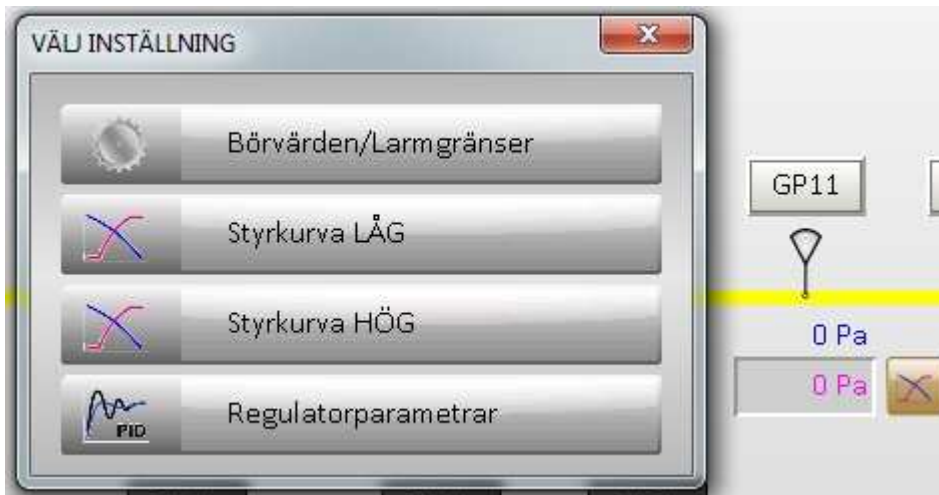 VÄLJ INSTÄLLNING
Börvärden/Larmgränser
Styrkurva LÅG
Styrkurva HÖG
PID
Regulatorparametrar
GP11
0 Pa
0 Pa